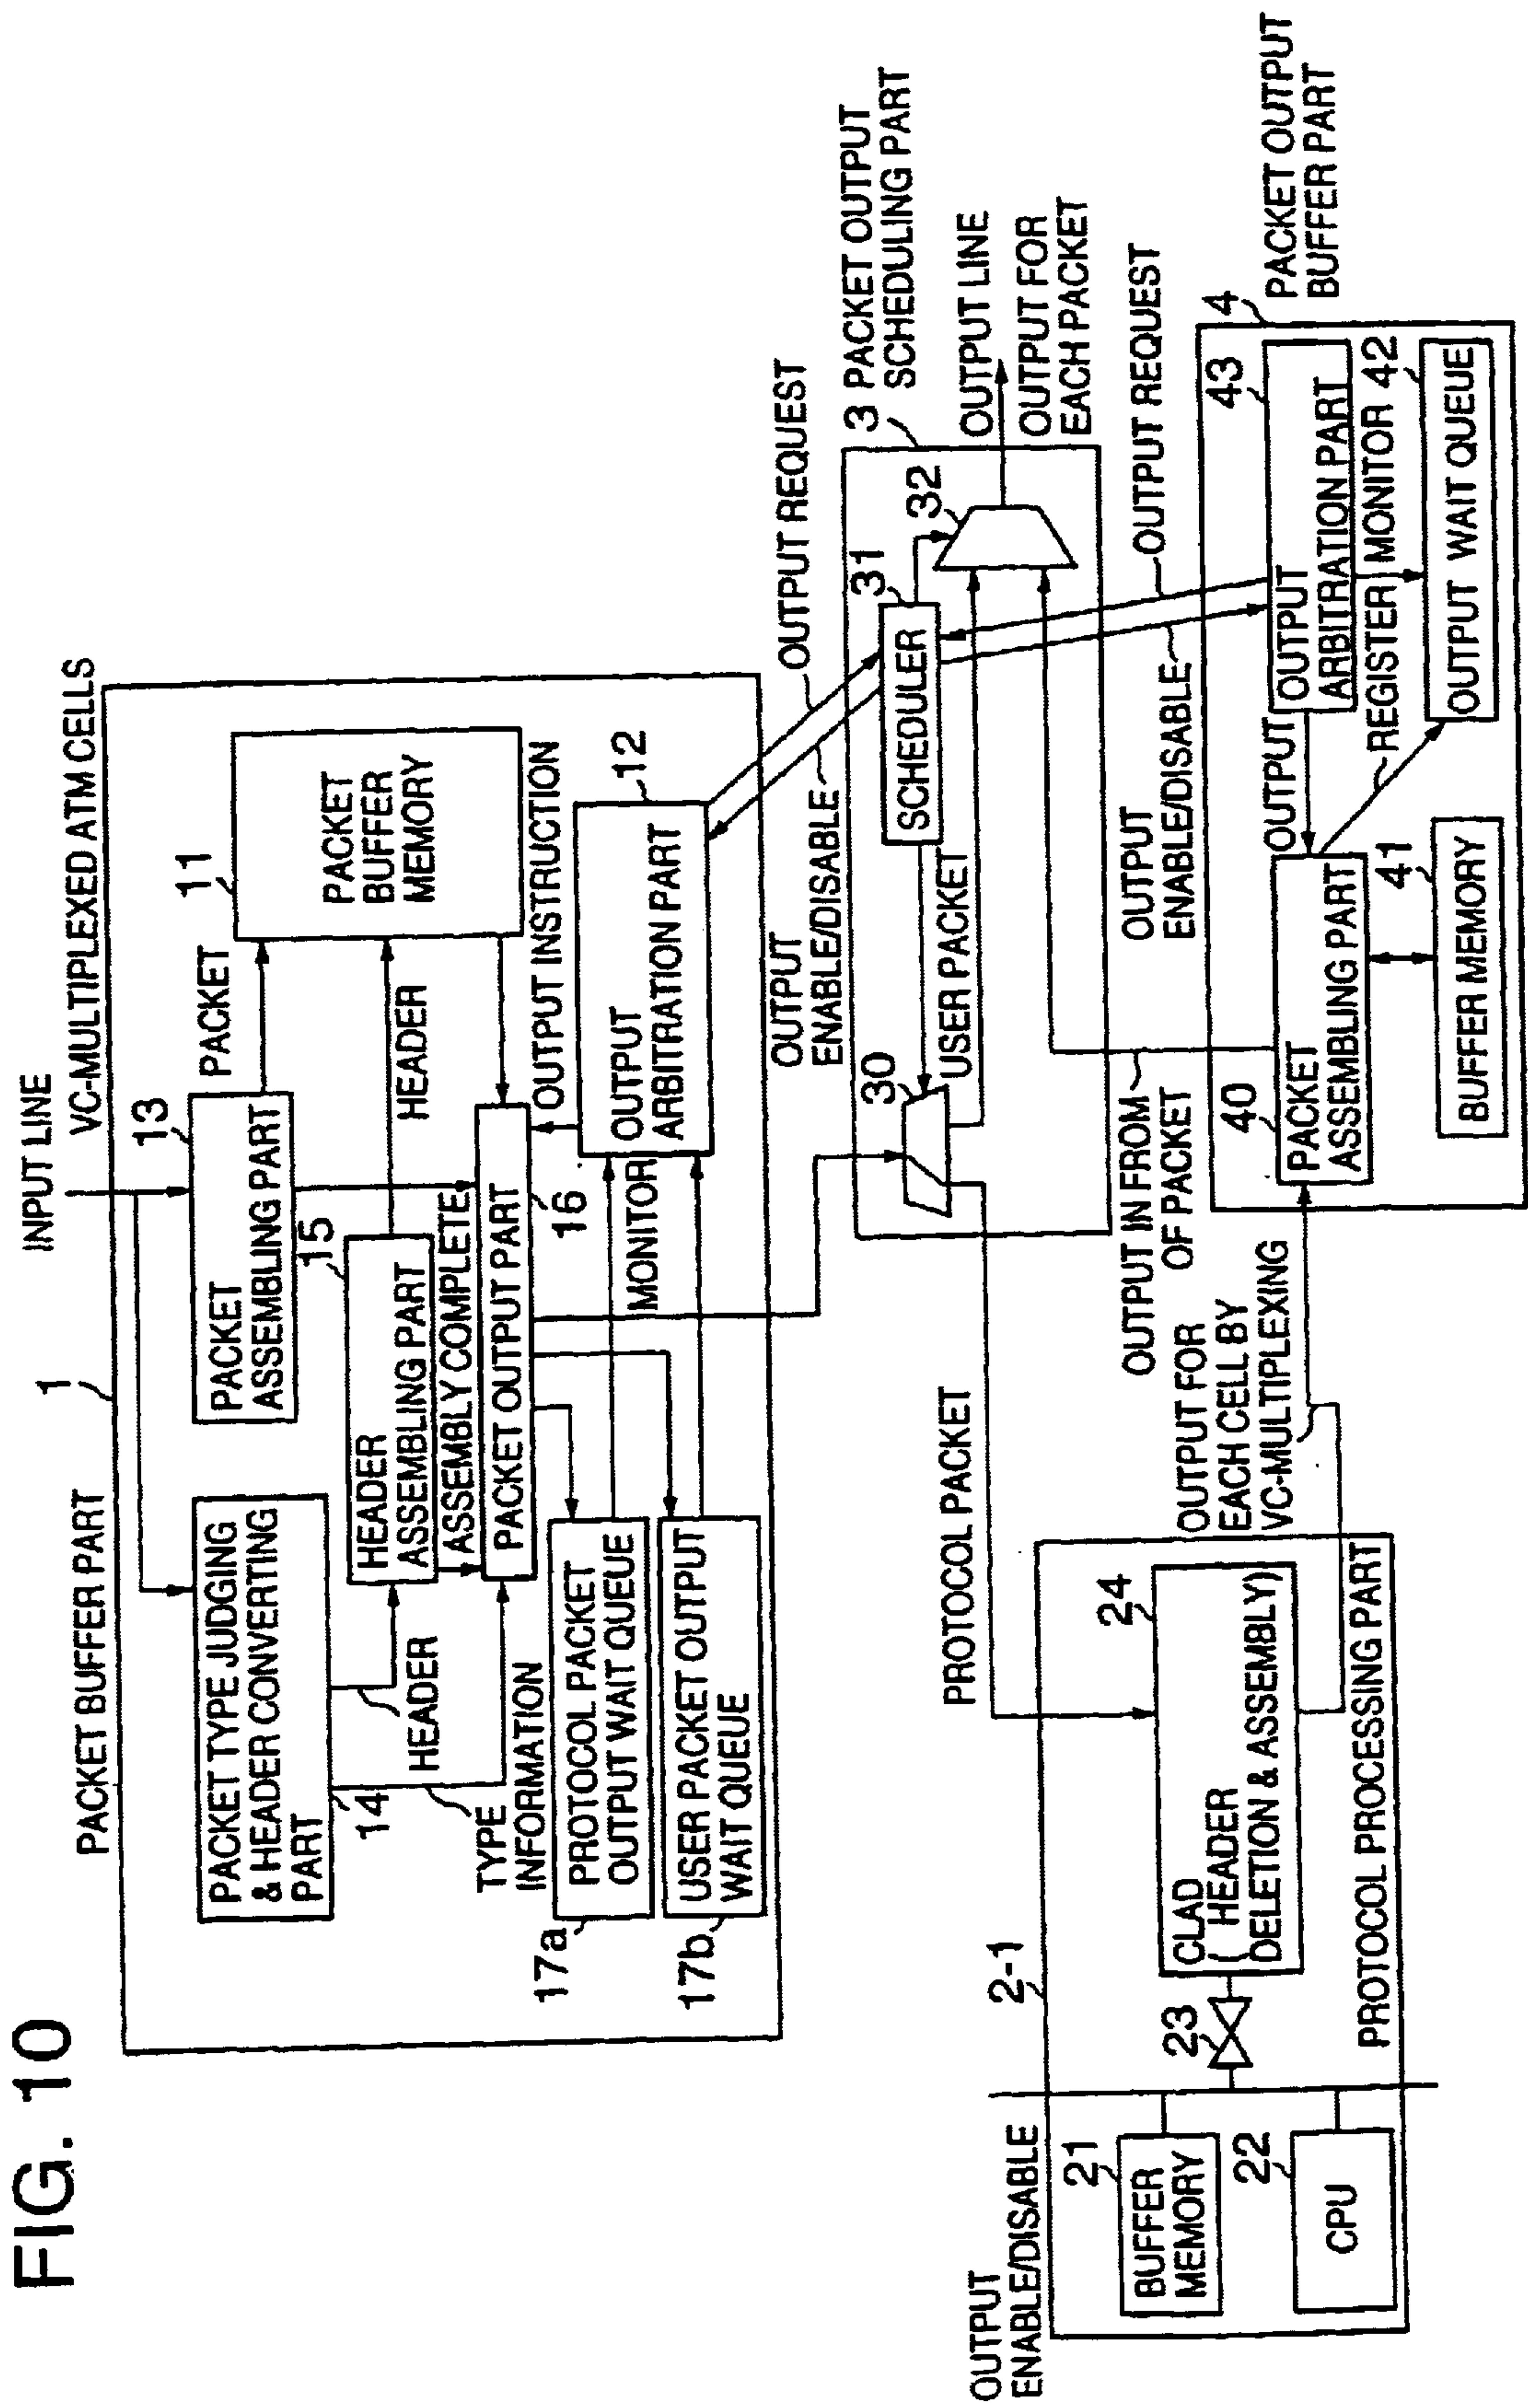 FIG. 10
INPUT LINE
VC-MULTIPLEXED ATM CELLS
PACKET BUFFER PART
1
PACKET TYPE JUDGING
& HEADER CONVERTING
PART
14
PACKET
ASSEMBLING PART
13
PACKET
11
PACKET
BUFFER
MEMORY
HEADER
HEADER
ASSEMBLING PART
15
HEADER
ASSEMBLY COMPLETE
TYPE
INFORMATION
PACKET OUTPUT PART
16
OUTPUT INSTRUCTION
PROTOCOL PACKET
OUTPUT WAIT QUEUE
17a
USER PACKET OUTPUT
WAIT QUEUE
17b
MONITOR
OUTPUT
ARBITRATION PART
12
OUTPUT
ENABLE/DISABLE
OUTPUT REQUEST
3 PACKET OUTPUT
SCHEDULING PART
30
USER PACKET
SCHEDULER
31
32
OUTPUT LINE
OUTPUT FOR
EACH PACKET
PROTOCOL PACKET
OUTPUT IN FROM
OF PACKET
OUTPUT
ENABLE/DISABLE
OUTPUT REQUEST
OUTPUT
ENABLE/DISABLE
2-1
21
BUFFER
MEMORY
22
CPU
23
CLAD
( HEADER
DELETION & ASSEMBLY)
24
PROTOCOL PROCESSING PART
OUTPUT FOR
EACH CELL BY
VC-MULTIPLEXING
4
PACKET OUTPUT
BUFFER PART
40
PACKET
ASSEMBLING PART
OUTPUT
OUTPUT
ARBITRATION PART
43
REGISTER
MONITOR
42
OUTPUT WAIT QUEUE
41
BUFFER MEMORY